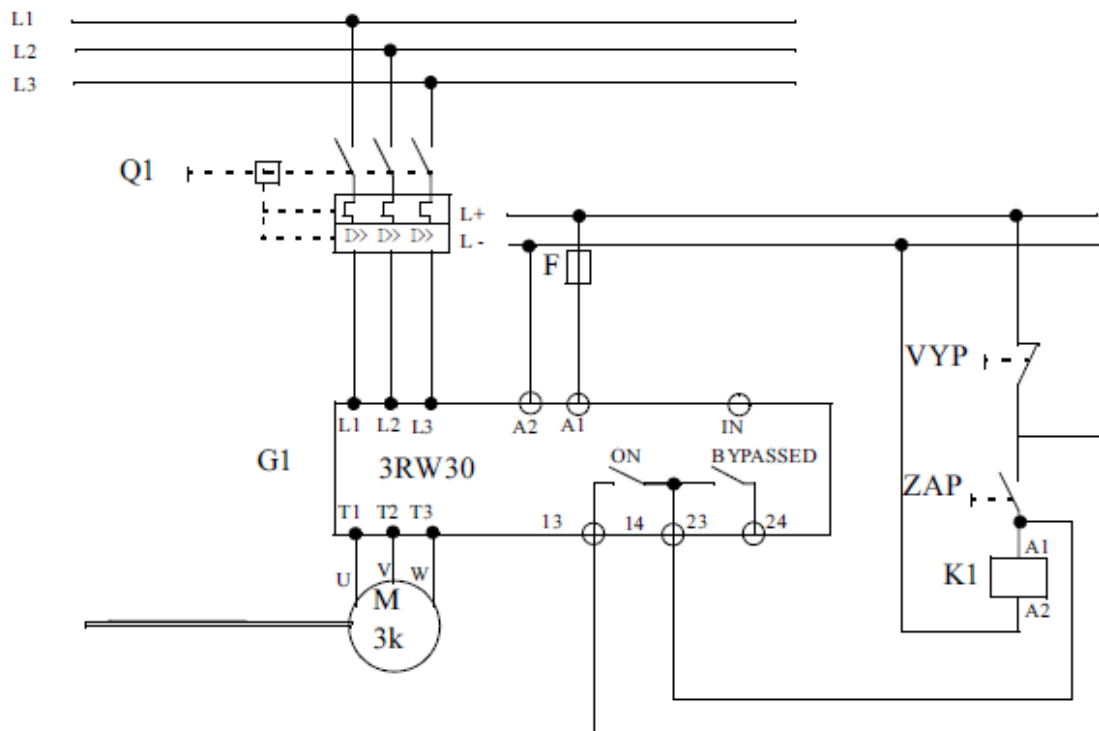 L1
L2
L3
Q1
L+
L -
I>>
I>>
I>>
F
VYP
L1 L2 L3
A2 A1 IN
G1
3RW30
ON
BYPASSED
ZAP
T1 T2 T3
13 14 23 24
A1
K1
A2
U V W
M
3k